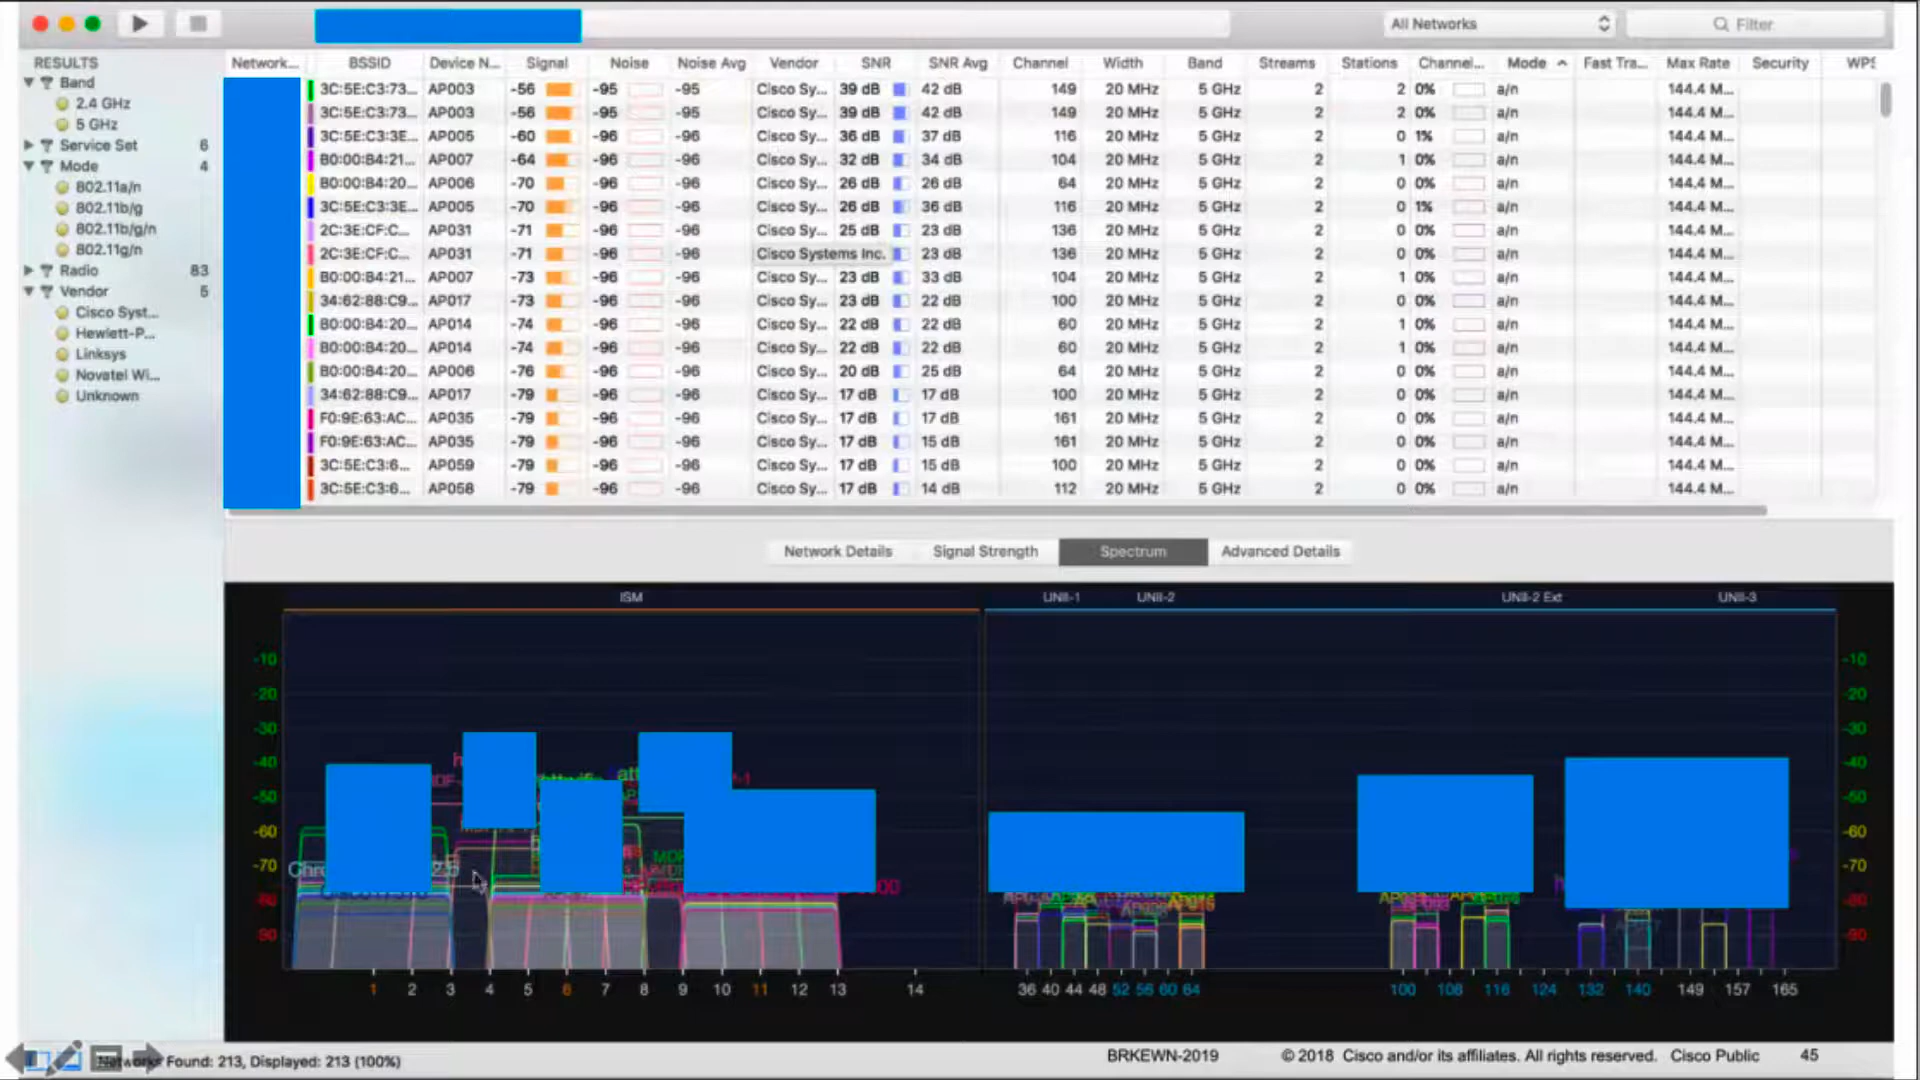 All Networks Filter
RESULTS Network... BSSID Device N... Signal Noise Noise Avg Vendor SNR SNR Avg Channel Width Band Streams Stations Channel... Mode Fast Tra... Max Rate Security WPS
Band
2.4 GHz
5 GHz
Service Set 6
Mode 4
802.11a/n
802.11b/g
802.11b/g/n
802.11g/n
Radio 83
Vendor 5
Cisco Syst...
Hewlett-P...
Linksys
Novatel Wi...
Unknown
3C:5E:C3:73... AP003 -56 -95 -95 Cisco Sy... 39 dB 42 dB 149 20 MHz 5 GHz 2 2 0% a/n 144.4 M...
3C:5E:C3:73... AP003 -56 -95 -95 Cisco Sy... 39 dB 42 dB 149 20 MHz 5 GHz 2 2 0% a/n 144.4 M...
3C:5E:C3:3E... AP005 -60 -96 -96 Cisco Sy... 36 dB 37 dB 116 20 MHz 5 GHz 2 0 1% a/n 144.4 M...
B0:00:B4:21... AP007 -64 -96 -96 Cisco Sy... 32 dB 34 dB 104 20 MHz 5 GHz 2 1 0% a/n 144.4 M...
B0:00:B4:20... AP006 -70 -96 -96 Cisco Sy... 26 dB 26 dB 64 20 MHz 5 GHz 2 0 0% a/n 144.4 M...
3C:5E:C3:3E... AP005 -70 -96 -96 Cisco Sy... 26 dB 36 dB 116 20 MHz 5 GHz 2 0 1% a/n 144.4 M...
2C:3E:CF:C... AP031 -71 -96 -96 Cisco Sy... 25 dB 23 dB 136 20 MHz 5 GHz 2 0 0% a/n 144.4 M...
2C:3E:CF:C... AP031 -71 -96 -96 Cisco Systems Inc. 23 dB 136 20 MHz 5 GHz 2 0 0% a/n 144.4 M...
B0:00:B4:21... AP007 -73 -96 -96 Cisco Sy... 23 dB 33 dB 104 20 MHz 5 GHz 2 1 0% a/n 144.4 M...
34:62:88:C9... AP017 -73 -96 -96 Cisco Sy... 23 dB 22 dB 100 20 MHz 5 GHz 2 0 0% a/n 144.4 M...
B0:00:B4:20... AP014 -74 -96 -96 Cisco Sy... 22 dB 22 dB 60 20 MHz 5 GHz 2 1 0% a/n 144.4 M...
B0:00:B4:20... AP014 -74 -96 -96 Cisco Sy... 22 dB 22 dB 60 20 MHz 5 GHz 2 1 0% a/n 144.4 M...
B0:00:B4:20... AP006 -76 -96 -96 Cisco Sy... 20 dB 25 dB 64 20 MHz 5 GHz 2 0 0% a/n 144.4 M...
34:62:88:C9... AP017 -79 -96 -96 Cisco Sy... 17 dB 17 dB 100 20 MHz 5 GHz 2 0 0% a/n 144.4 M...
F0:9E:63:AC... AP035 -79 -96 -96 Cisco Sy... 17 dB 17 dB 161 20 MHz 5 GHz 2 0 0% a/n 144.4 M...
F0:9E:63:AC... AP035 -79 -96 -96 Cisco Sy... 17 dB 15 dB 161 20 MHz 5 GHz 2 0 0% a/n 144.4 M...
3C:5E:C3:6... AP059 -79 -96 -96 Cisco Sy... 17 dB 15 dB 100 20 MHz 5 GHz 2 0 0% a/n 144.4 M...
3C:5E:C3:6... AP058 -79 -96 -96 Cisco Sy... 17 dB 14 dB 112 20 MHz 5 GHz 2 0 0% a/n 144.4 M...
Network Details Signal Strength Spectrum Advanced Details
ISM UNII-1 UNII-2 UNII-2 Ext UNII-3
-10 -10
-20 -20
-30 -30
-40 -40
-50 -50
-60 -60
-70 -70
-80 -80
-90 -90
1 2 3 4 5 6 7 8 9 10 11 12 13 14 36 40 44 48 52 56 60 64 100 108 116 124 132 140 149 157 165
Networks Found: 213, Displayed: 213 (100%)
BRKEWN-2019 © 2018 Cisco and/or its affiliates. All rights reserved. Cisco Public 45